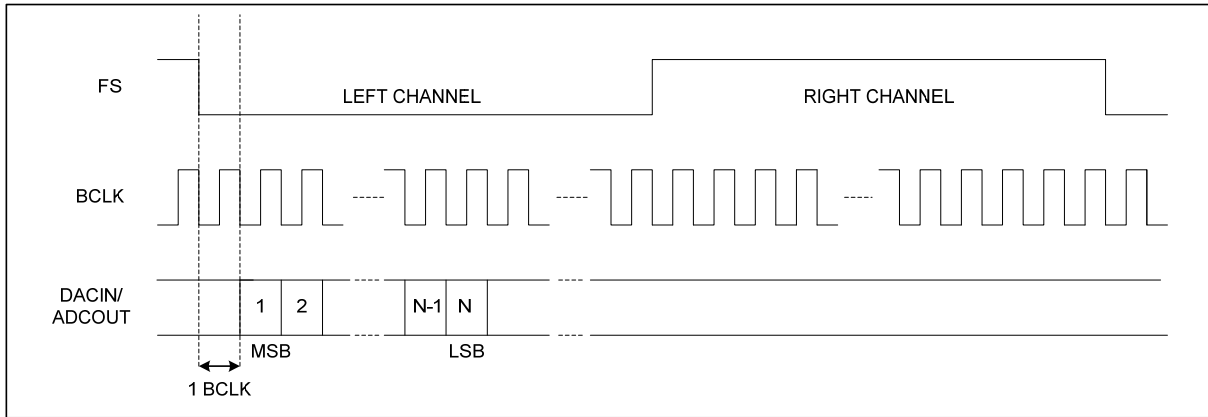 FS
LEFT CHANNEL
RIGHT CHANNEL
BCLK
DACIN/
ADCOUT
1
2
N-1
N
MSB
LSB
1 BCLK